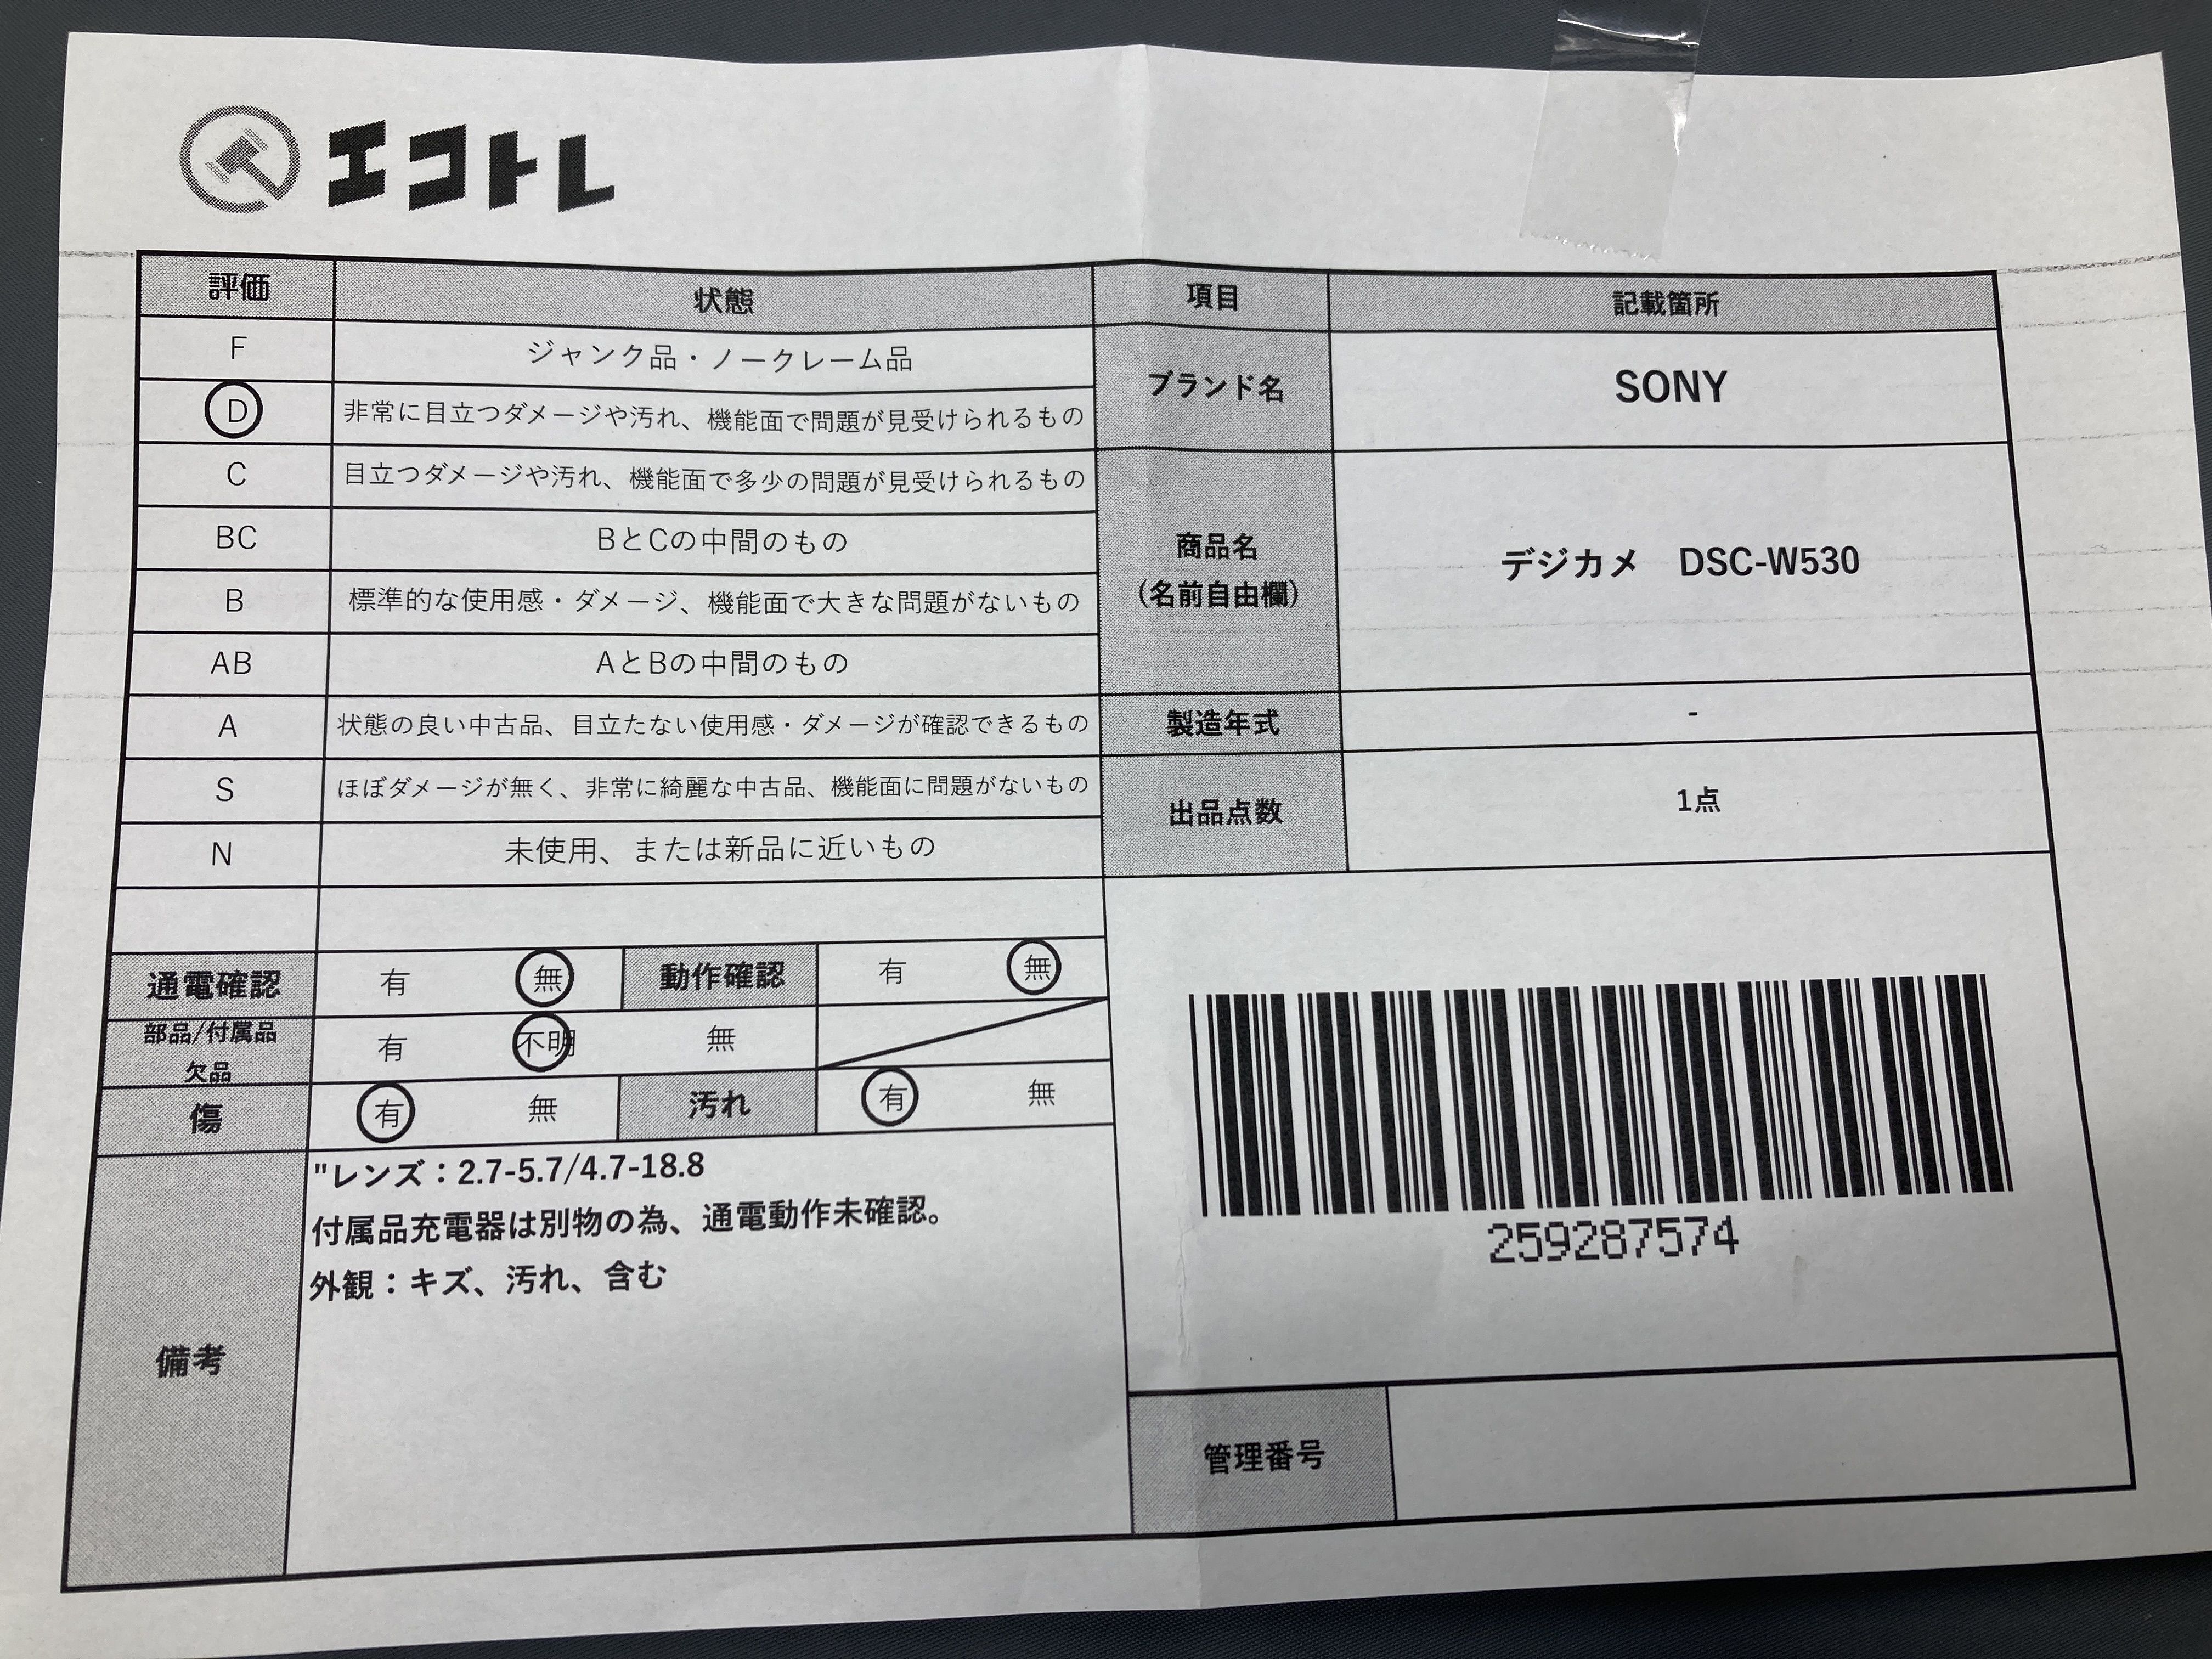 エコトレ
評価 状態
F ジャンク品・ノークレーム品
D 非常に目立つダメージや汚れ、機能面で問題が見受けられるもの
C 目立つダメージや汚れ、機能面で多少の問題が見受けられるもの
BC BとCの中間のもの
B 標準的な使用感・ダメージ、機能面で大きな問題がないもの
AB AとBの中間のもの
A 状態の良い中古品、目立たない使用感・ダメージが確認できるもの
S ほぼダメージが無く、非常に綺麗な中古品、機能面に問題がないもの
N 未使用、または新品に近いもの
通電確認 有 無 動作確認 有 無
部品/付属品
欠品 有 不明 無
傷 有 無 汚れ 有 無
備考
"レンズ：2.7-5.7/4.7-18.8
付属品充電器は別物の為、通電動作未確認。
外観：キズ、汚れ、含む
項目 記載箇所
ブランド名 SONY
商品名
（名前自由欄）
デジカメ　DSC-W530
製造年式 -
出品点数 1点
259287574
管理番号